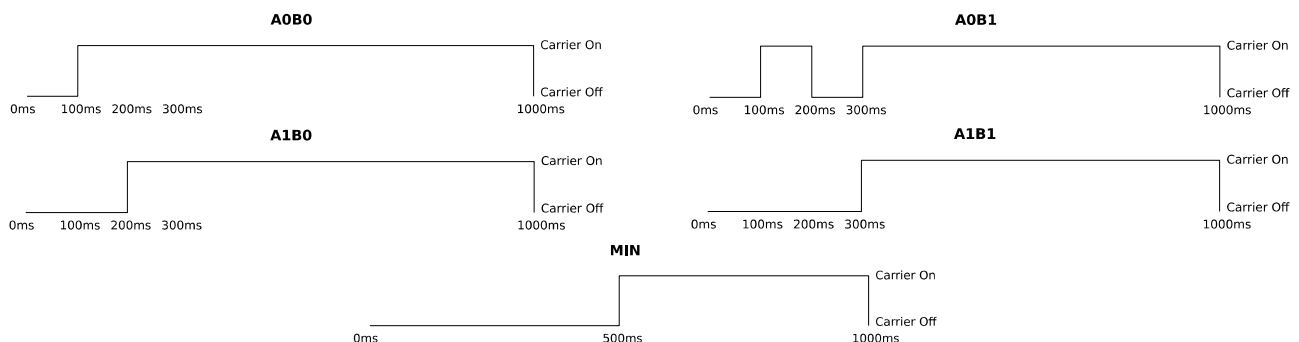 A0B0
Carrier On
Carrier Off
0ms 100ms 200ms 300ms 1000ms
A0B1
Carrier On
Carrier Off
0ms 100ms 200ms 300ms 1000ms
A1B0
Carrier On
Carrier Off
0ms 100ms 200ms 300ms 1000ms
A1B1
Carrier On
Carrier Off
0ms 100ms 200ms 300ms 1000ms
MIN
Carrier On
Carrier Off
0ms 500ms 1000ms